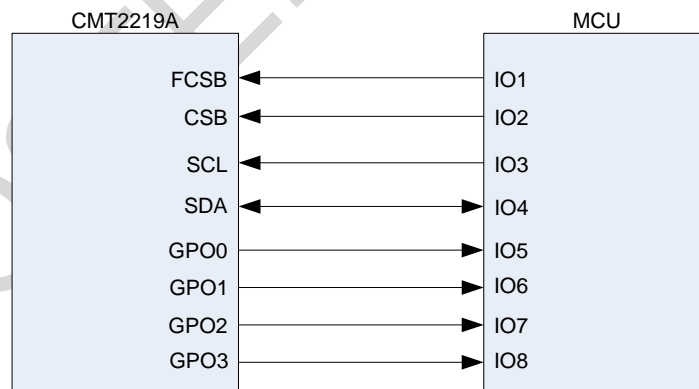 CMT2219A MCU
FCSB IO1
CSB IO2
SCL IO3
SDA IO4
GPO0 IO5
GPO1 IO6
GPO2 IO7
GPO3 IO8